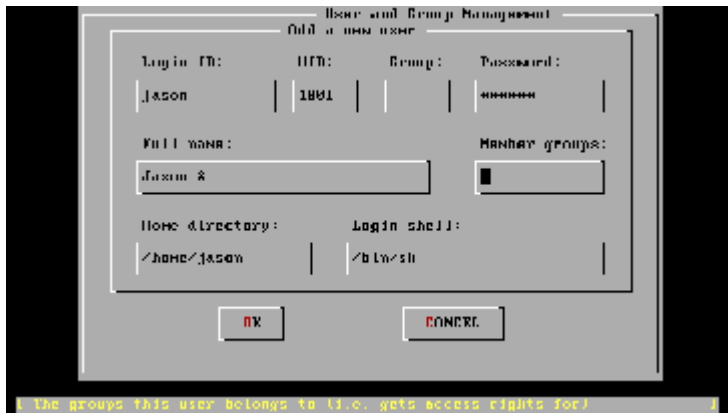 User and Group Management
Add a new user
Login ID: UID: Group: Password:
jason 1001 ******
Full name: Member groups:
Jason &
Home directory: Login shell:
/home/jason /bin/sh
OK CANCEL
[ The groups this user belongs to (i.e. gets access rights for) ]